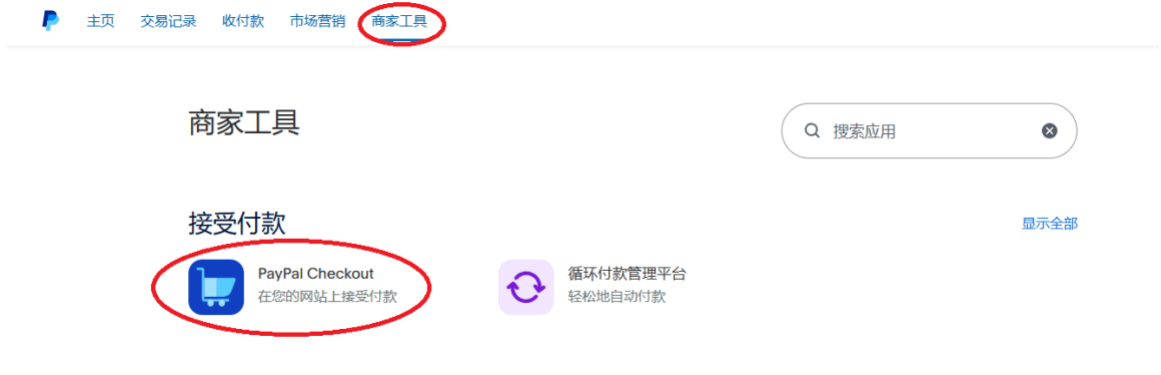 主页 交易记录 收付款 市场营销 商家工具
商家工具
搜索应用
接受付款
显示全部
PayPal Checkout
在您的网站上接受付款
循环付款管理平台
轻松地自动付款